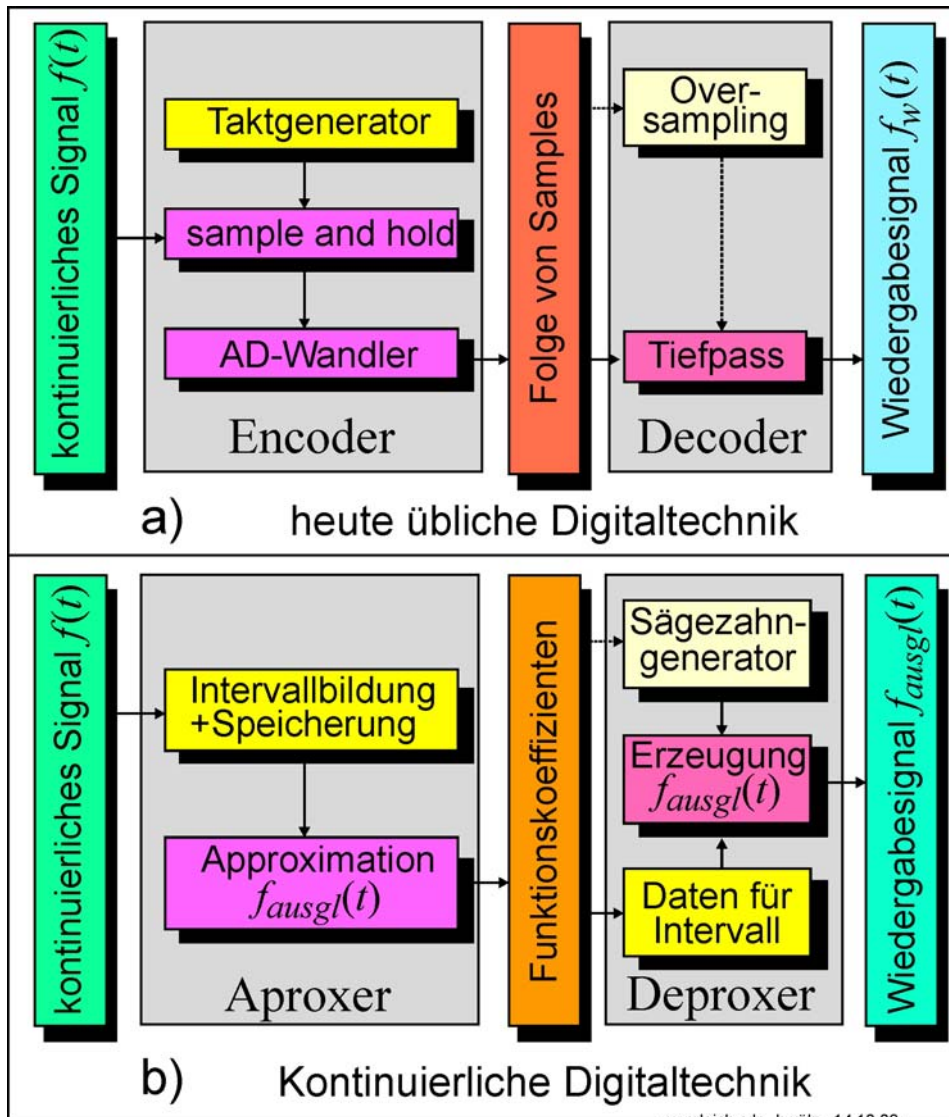 kontinuierliches Signal f(t)
Taktgenerator
sample and hold
AD-Wandler
Encoder
Folge von Samples
Over-
sampling
Tiefpass
Decoder
Wiedergabesignal f_w(t)
a) heute übliche Digitaltechnik
kontinuierliches Signal f(t)
Intervallbildung
+Speicherung
Approximation
f_ausgl(t)
Aproxer
Funktionskoeffizienten
Sägezahn-
generator
Erzeugung
f_ausgl(t)
Daten für
Intervall
Deproxer
Wiedergabesignal f_ausgl(t)
b) Kontinuierliche Digitaltechnik